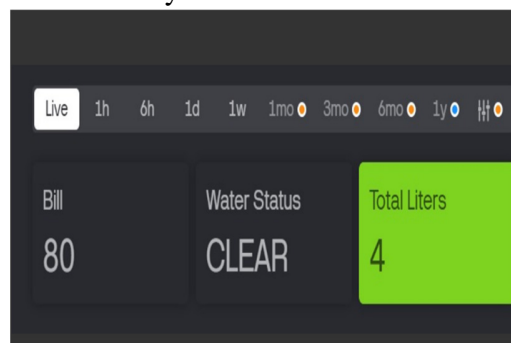 Live 1h 6h 1d 1w 1mo 3mo 6mo 1y
Bill Water Status Total Liters
80 CLEAR 4